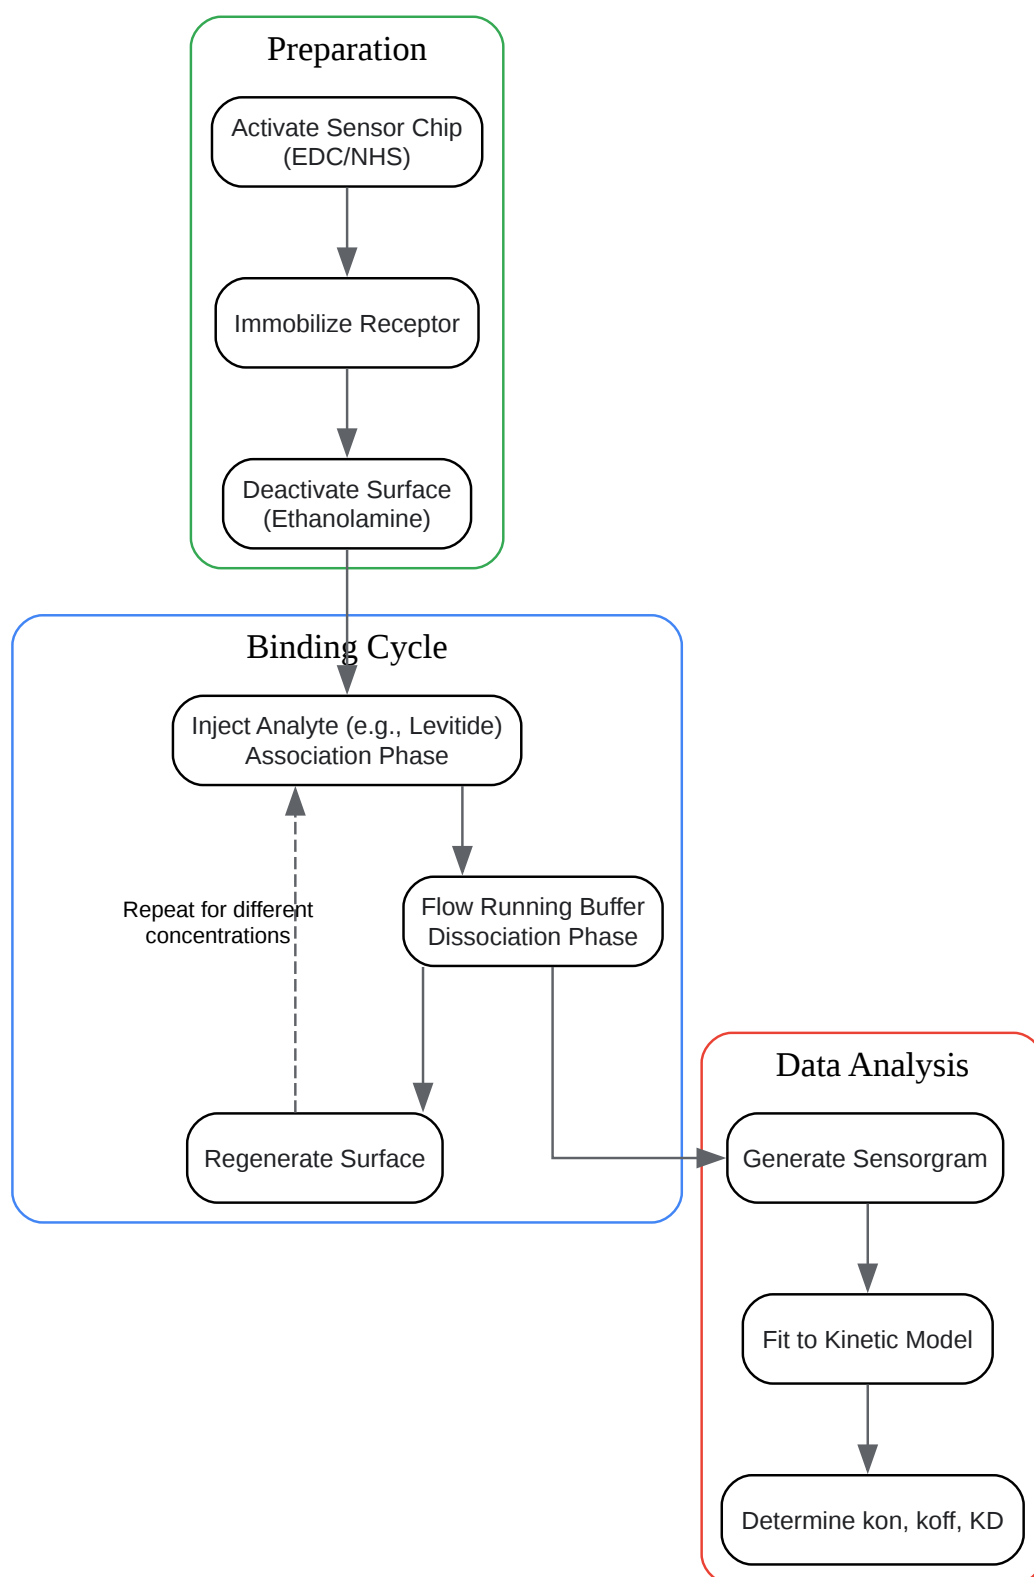 Preparation
Activate Sensor Chip
(EDC/NHS)
Immobilize Receptor
Deactivate Surface
(Ethanolamine)
Binding Cycle
Inject Analyte (e.g., Levitide)
Association Phase
Repeat for different
concentrations
Flow Running Buffer
Dissociation Phase
Regenerate Surface
Data Analysis
Generate Sensorgram
Fit to Kinetic Model
Determine kon, koff, KD